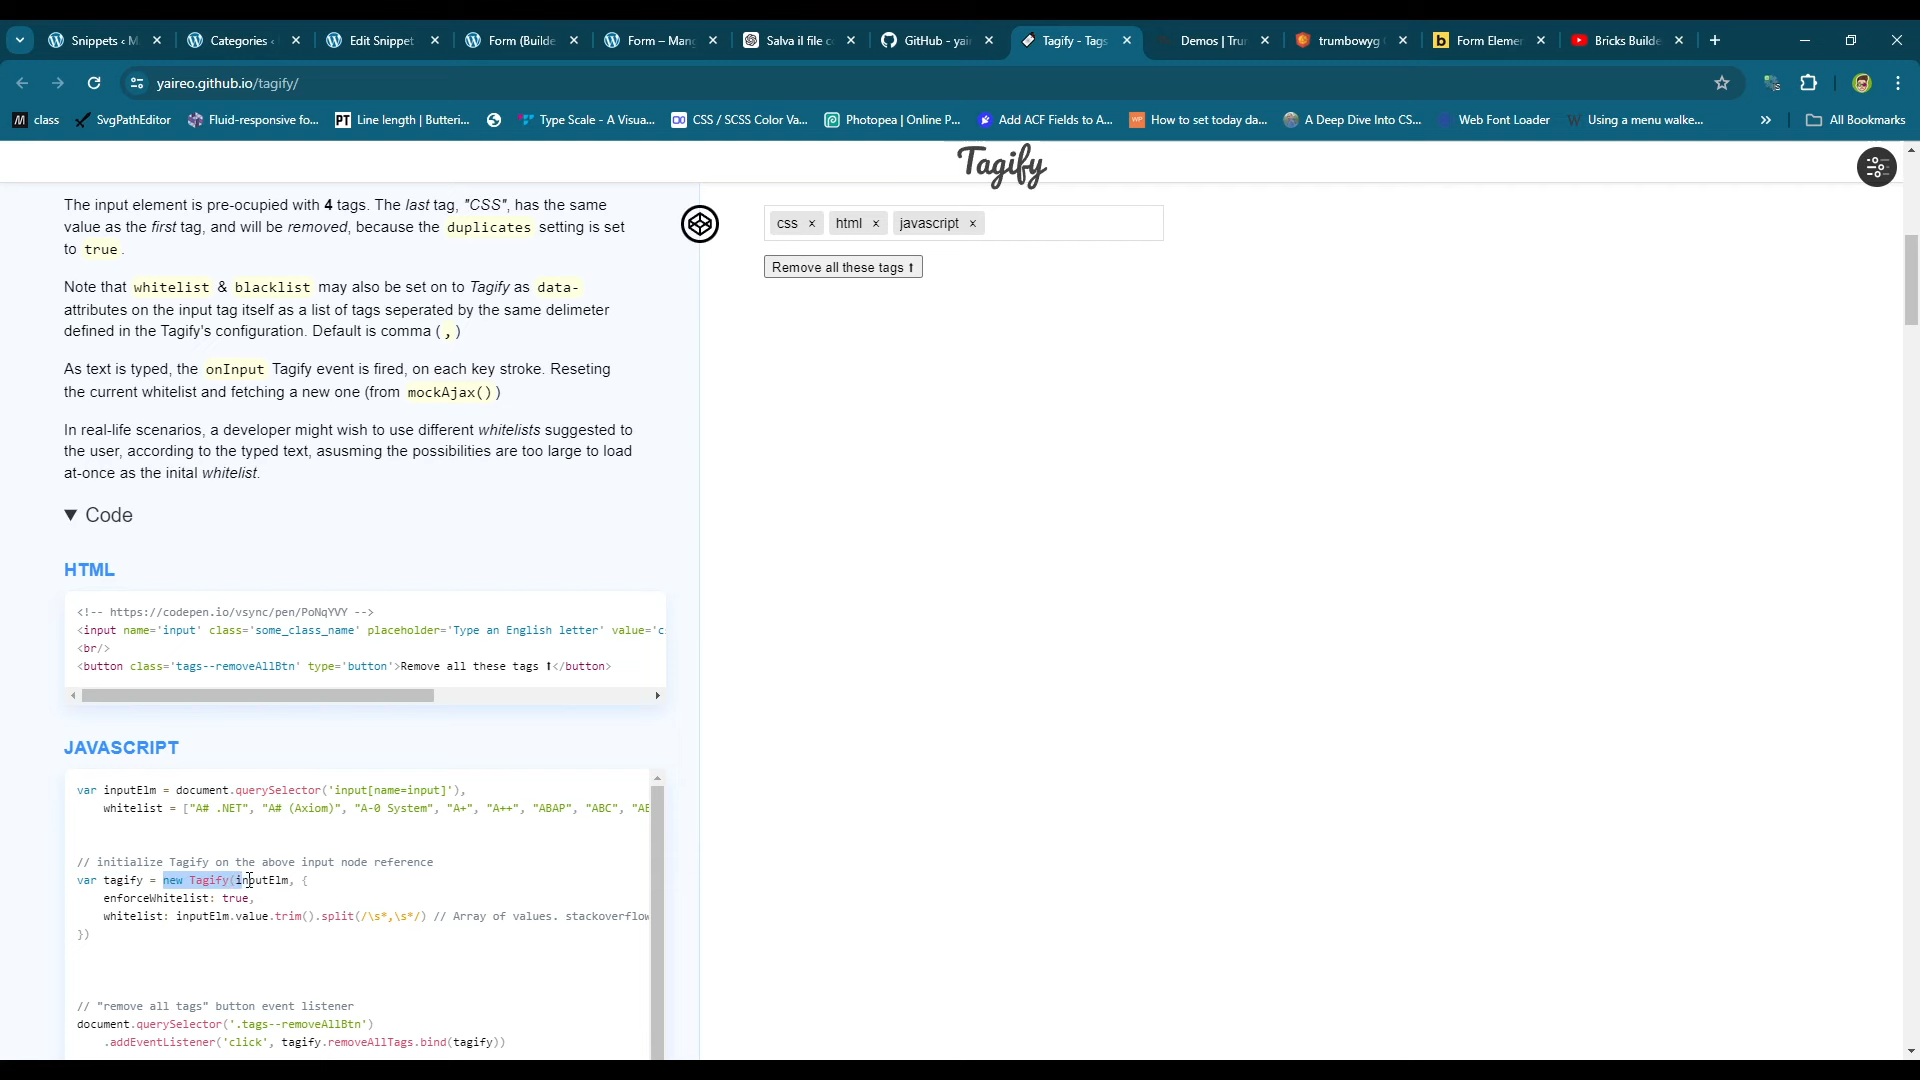 Snippets ‹ M
Categories ‹
Edit Snippet
Form (Builde
Form – Man
Salva il file c
GitHub - yai
Tagify - Tags
Demos | Tru
trumbowyg
Form Eleme
Bricks Builde
yaireo.github.io/tagify/
class
SvgPathEditor
Fluid-responsive fo...
PT
Line length | Butteri...
Type Scale - A Visua...
CSS / SCSS Color Va...
Photopea | Online P...
Add ACF Fields to A...
WP
How to set today da...
A Deep Dive Into CS...
Web Font Loader
Using a menu walke...
All Bookmarks
Tagify
The input element is pre-ocupied with 4 tags. The last tag, "CSS", has the same
value as the first tag, and will be removed, because the duplicates setting is set
to true.
Note that whitelist & blacklist may also be set on to Tagify as data-
attributes on the input tag itself as a list of tags seperated by the same delimeter
defined in the Tagify's configuration. Default is comma (,)
As text is typed, the onInput Tagify event is fired, on each key stroke. Reseting
the current whitelist and fetching a new one (from mockAjax())
In real-life scenarios, a developer might wish to use different whitelists suggested to
the user, according to the typed text, asusming the possibilities are too large to load
at-once as the inital whitelist.
▼ Code
HTML
<!-- https://codepen.io/vsync/pen/PoNqYVY -->
<input name='input' class='some_class_name' placeholder='Type an English letter' value='c
<br/>
<button class='tags--removeAllBtn' type='button'>Remove all these tags ⬆</button>
JAVASCRIPT
var inputElm = document.querySelector('input[name=input]'),
whitelist = ["A# .NET", "A# (Axiom)", "A-0 System", "A+", "A++", "ABAP", "ABC", "AB
// initialize Tagify on the above input node reference
var tagify = new Tagify(inputElm, {
enforceWhitelist: true,
whitelist: inputElm.value.trim().split(/\s*,\s*/) // Array of values. stackoverflow
})
// "remove all tags" button event listener
document.querySelector('.tags--removeAllBtn')
.addEventListener('click', tagify.removeAllTags.bind(tagify))
css ×
html ×
javascript ×
Remove all these tags ⬆